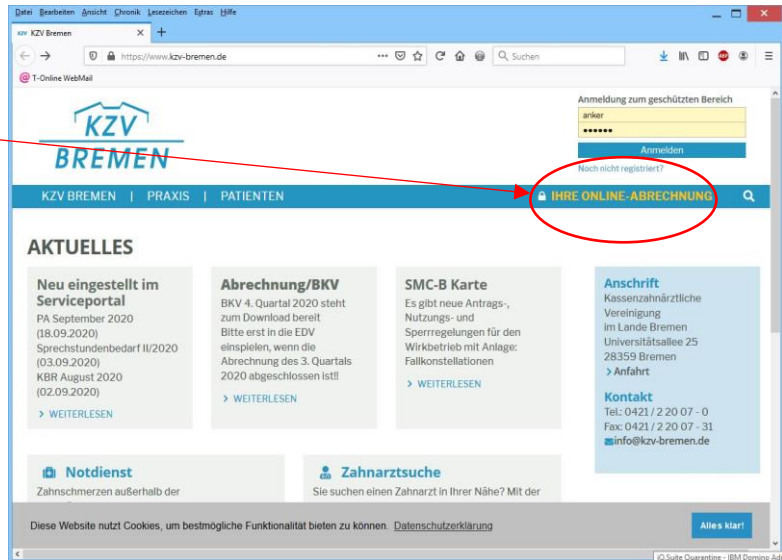 Datei Bearbeiten Ansicht Chronik Lesezeichen Extras Hilfe
KZV Bremen
https://www.kzv-bremen.de
Suchen
T-Online WebMail
KZV
BREMEN
Anmeldung zum geschützten Bereich
anker
Anmelden
Noch nicht registriert?
KZV BREMEN | PRAXIS | PATIENTEN
IHRE ONLINE-ABRECHNUNG
AKTUELLES
Neu eingestellt im
Serviceportal
PA September 2020
(18.09.2020)
Sprechstundenbedarf II/2020
(03.09.2020)
KBR August 2020
(02.09.2020)
> WEITERLESEN
Abrechnung/BKV
BKV 4. Quartal 2020 steht
zum Download bereit
Bitte erst in die EDV
einspielen, wenn die
Abrechnung des 3. Quartals
2020 abgeschlossen ist!!
> WEITERLESEN
SMC-B Karte
Es gibt neue Antrags-,
Nutzungs- und
Sperrregelungen für den
Wirkbetrieb mit Anlage:
Fallkonstellationen
> WEITERLESEN
Anschrift
Kassenzahnärztliche
Vereinigung
im Lande Bremen
Universitätsallee 25
28359 Bremen
> Anfahrt
Kontakt
Tel.: 0421 / 2 20 07 - 0
Fax: 0421 / 2 20 07 - 31
info@kzv-bremen.de
Notdienst
Zahnschmerzen außerhalb der
Zahnarztsuche
Sie suchen einen Zahnarzt in Ihrer Nähe? Mit der
Diese Website nutzt Cookies, um bestmögliche Funktionalität bieten zu können. Datenschutzerklärung
Alles klar!
iQ.Suite Quarantine - IBM Domino Ad